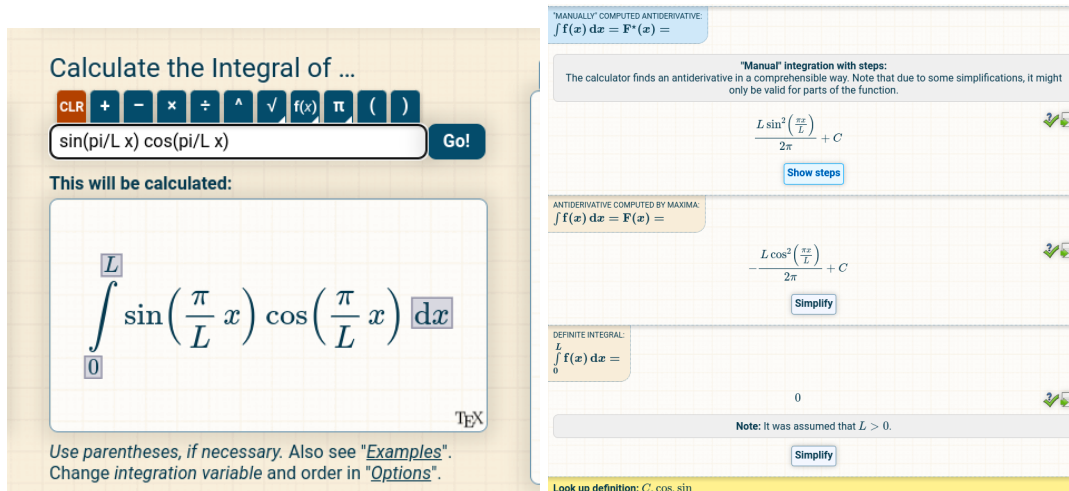 Calculate the Integral of ...
CLR + − × ÷ ^ √ f(x) π ( )
sin(pi/L x) cos(pi/L x) Go!
This will be calculated:
L
∫ sin(π/L x) cos(π/L x) dx
0
TEX
Use parentheses, if necessary. Also see "Examples".
Change integration variable and order in "Options".
"MANUALLY" COMPUTED ANTIDERIVATIVE:
∫ f(x) dx = F*(x) =
"Manual" integration with steps:
The calculator finds an antiderivative in a comprehensible way. Note that due to some simplifications, it might
only be valid for parts of the function.
L sin²(πx/L)
2π
+ C
Show steps
ANTIDERIVATIVE COMPUTED BY MAXIMA:
∫ f(x) dx = F(x) =
− L cos²(πx/L)
2π
+ C
Simplify
DEFINITE INTEGRAL:
L
∫ f(x) dx =
0
0
Note: It was assumed that L > 0.
Simplify
Look up definition: C, cos, sin